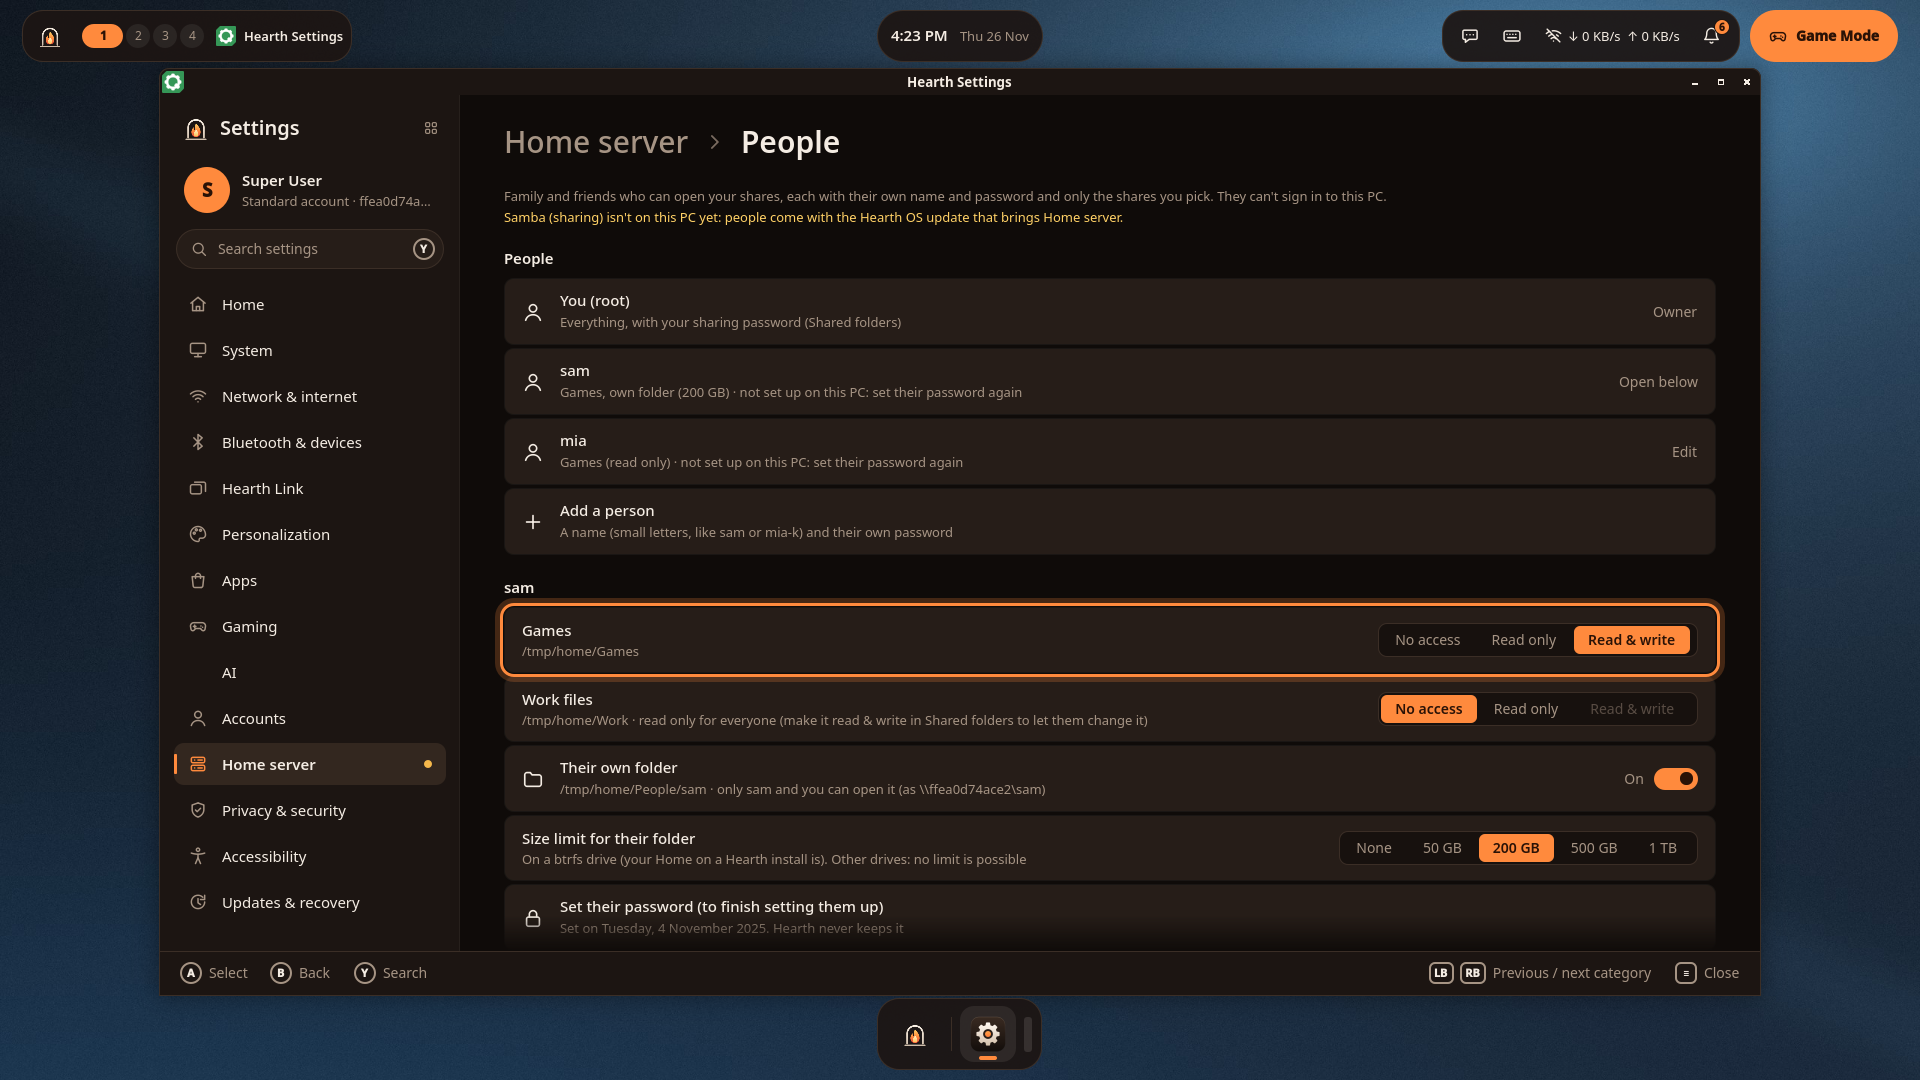 1 2 3 4 Hearth Settings
4:23 PM Thu 26 Nov
↓ 0 KB/s ↑ 0 KB/s
6
Game Mode
Hearth Settings
Settings
S
Super User
Standard account · ffea0d74a...
Search settings
Y
Home
System
Network & internet
Bluetooth & devices
Hearth Link
Personalization
Apps
Gaming
AI
Accounts
Home server
Privacy & security
Accessibility
Updates & recovery
Home server > People
Family and friends who can open your shares, each with their own name and password and only the shares you pick. They can't sign in to this PC.
Samba (sharing) isn't on this PC yet: people come with the Hearth OS update that brings Home server.
People
You (root)
Everything, with your sharing password (Shared folders)
Owner
sam
Games, own folder (200 GB) · not set up on this PC: set their password again
Open below
mia
Games (read only) · not set up on this PC: set their password again
Edit
Add a person
A name (small letters, like sam or mia-k) and their own password
sam
Games
/tmp/home/Games
No access Read only Read & write
Work files
/tmp/home/Work · read only for everyone (make it read & write in Shared folders to let them change it)
No access Read only Read & write
Their own folder
/tmp/home/People/sam · only sam and you can open it (as \\ffea0d74ace2\sam)
On
Size limit for their folder
On a btrfs drive (your Home on a Hearth install is). Other drives: no limit is possible
None 50 GB 200 GB 500 GB 1 TB
Set their password (to finish setting them up)
Set on Tuesday, 4 November 2025. Hearth never keeps it
A Select B Back Y Search
LB RB Previous / next category ≡ Close